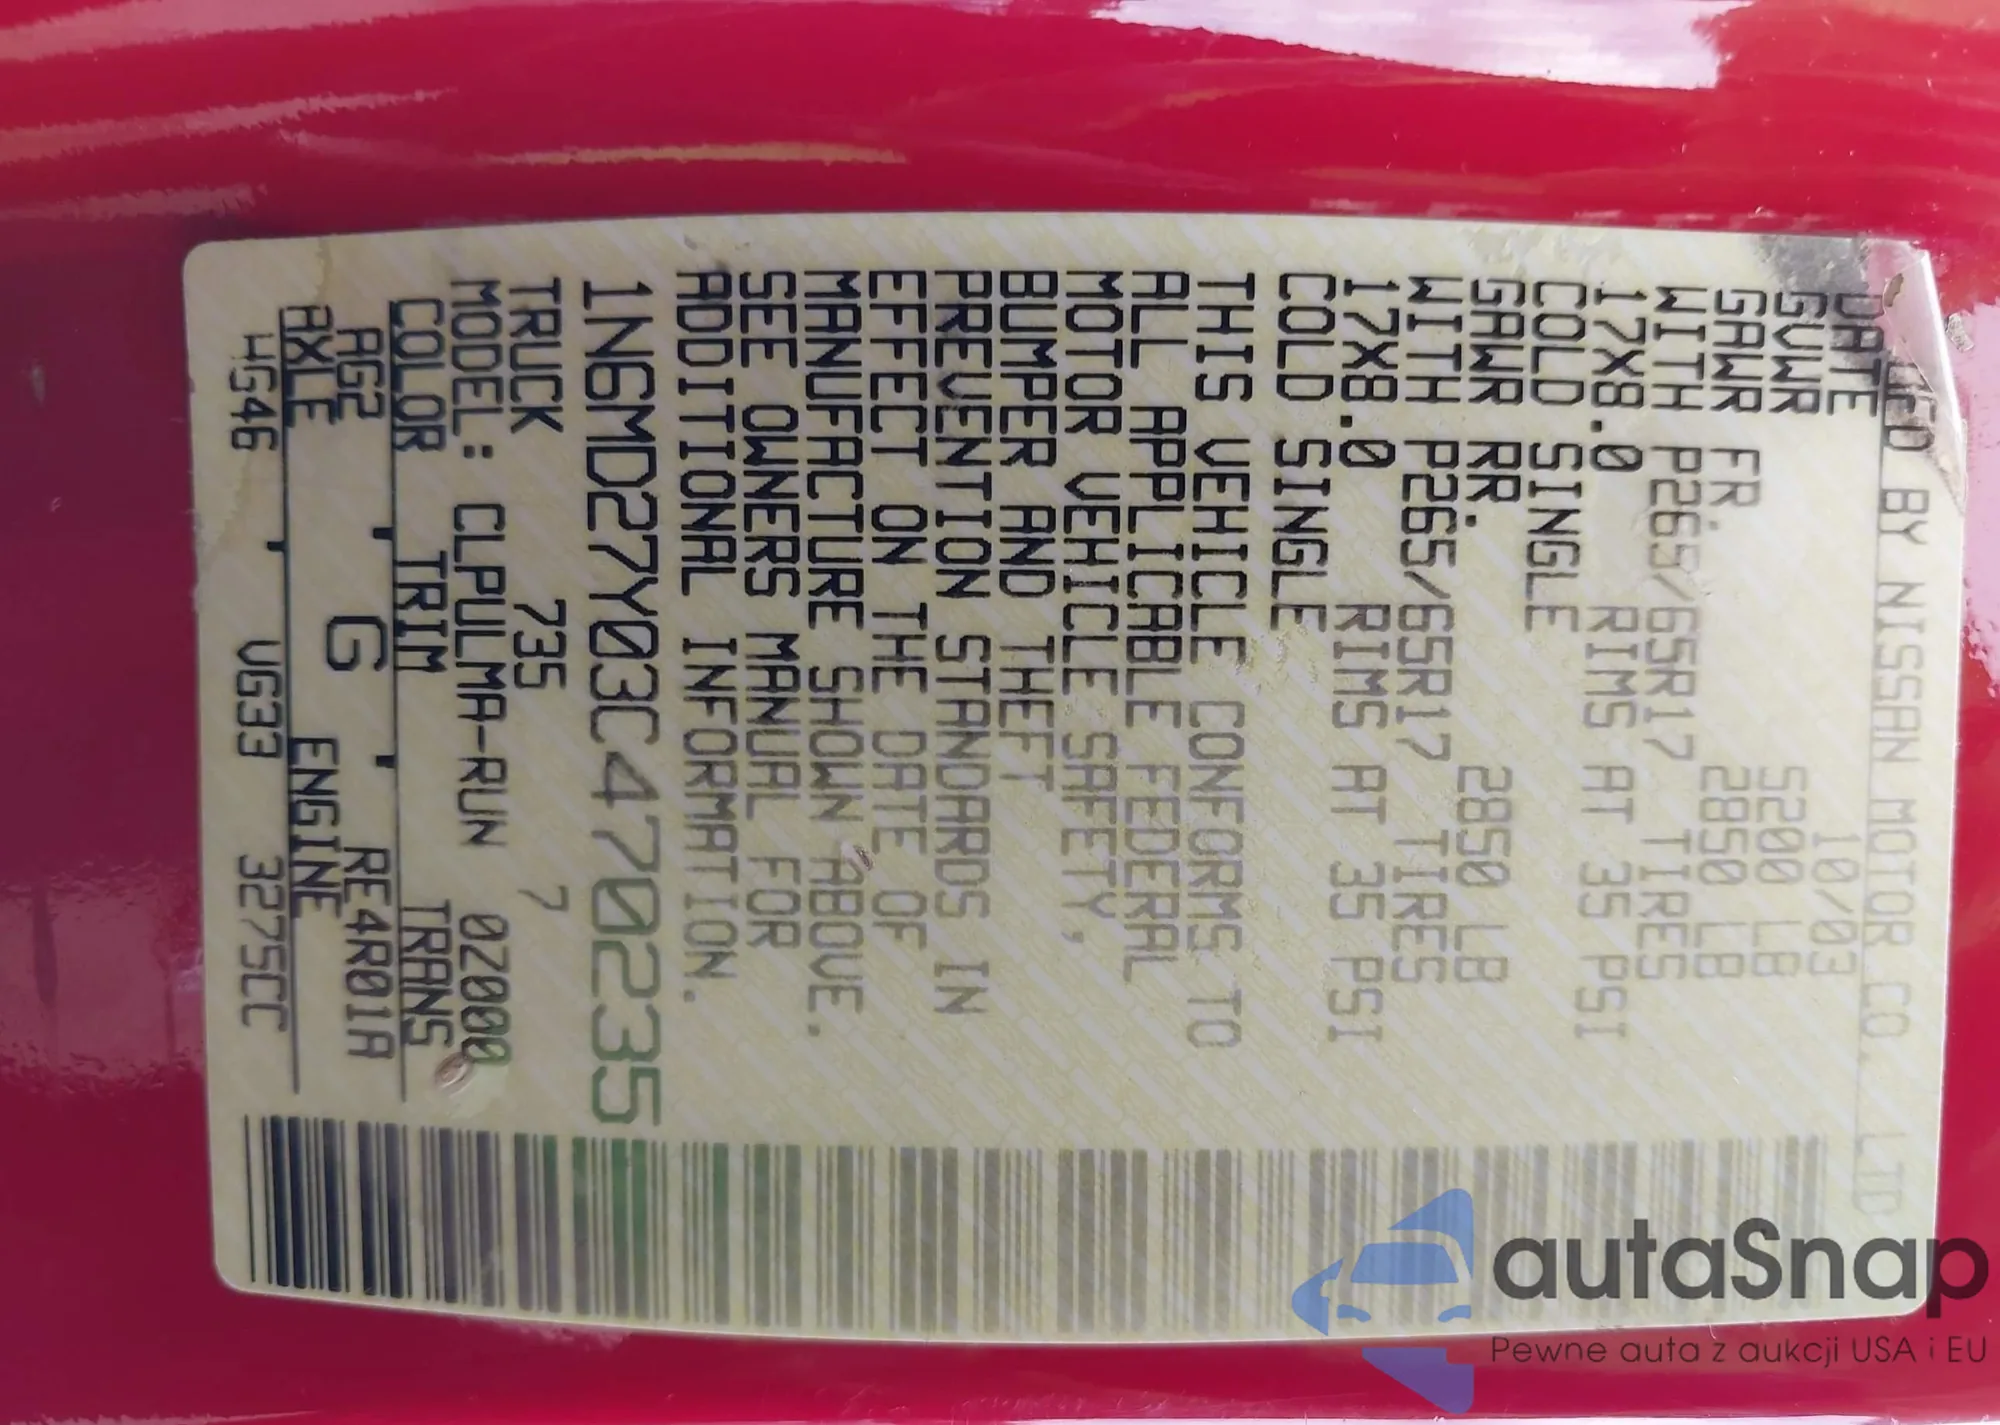 BY NISSAN MOTOR CO. LTD
DATE 10/03
GVWR 5200 LB
GAWR FR. 2850 LB
WITH P265/65R17 TIRES
17X8.0 RIMS AT 35 PSI
COLD SINGLE
GAWR RR. 2850 LB
WITH P265/65R17 TIRES
17X8.0 RIMS AT 35 PSI
COLD SINGLE
THIS VEHICLE CONFORMS TO
ALL APPLICABLE FEDERAL
MOTOR VEHICLE SAFETY,
BUMPER AND THEFT
PREVENTION STANDARDS IN
EFFECT ON THE DATE OF
MANUFACTURE SHOWN ABOVE.
SEE OWNERS MANUAL FOR
ADDITIONAL INFORMATION.
1N6MD27Y03C470235
TRUCK 735 7
MODEL: CLPULMA-RUN 0Z000
COLOR TRIM TRANS
AG2 G RE4R01A
AXLE ENGINE
HG46 VG33 3275CC
autaSnap
Pewne auta z aukcji USA i EU